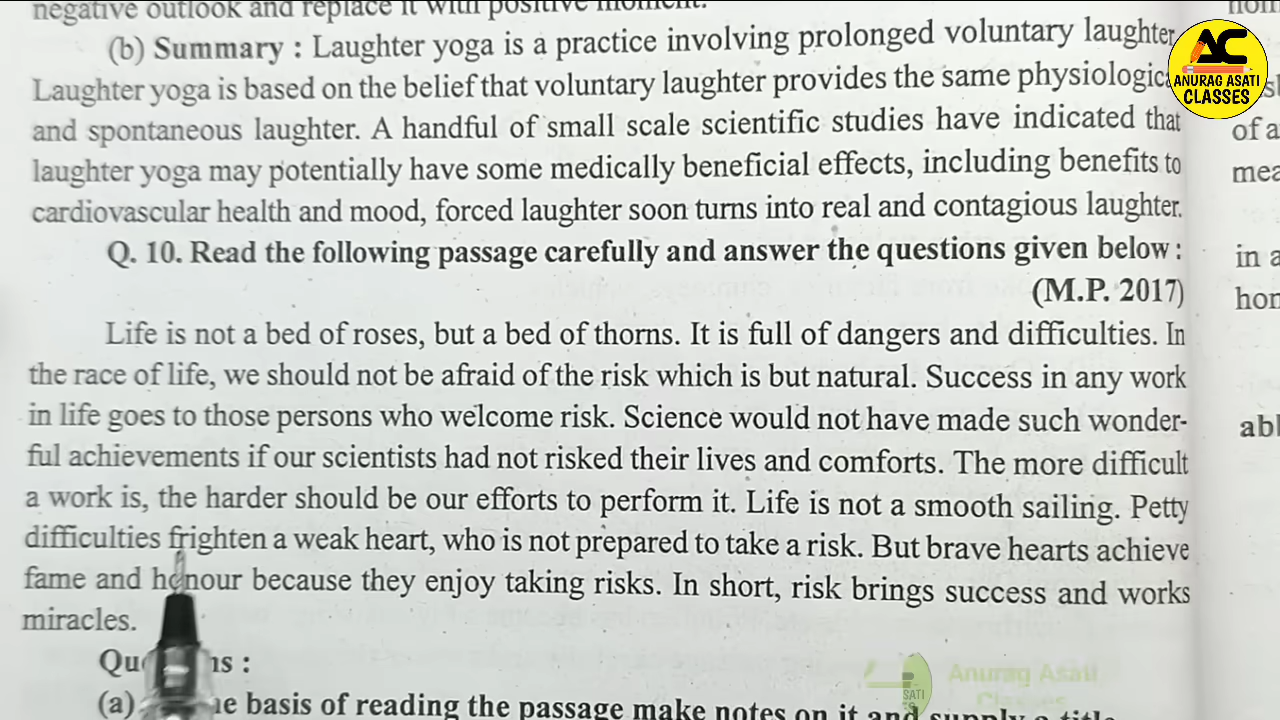 negative outlook and replace it with positive moment.
(b) Summary : Laughter yoga is a practice involving prolonged voluntary laughter
Laughter yoga is based on the belief that voluntary laughter provides the same
and spontaneous laughter. A handful of small scale scientific studies have indicated that
laughter yoga may potentially have some medically beneficial effects, including benefits to
cardiovascular health and mood, forced laughter soon turns into real and contagious laughter.
Q. 10. Read the following passage carefully and answer the questions given below :
(M.P. 2017)
Life is not a bed of roses, but a bed of thorns. It is full of dangers and difficulties. In
the race of life, we should not be afraid of the risk which is but natural. Success in any work
in life goes to those persons who welcome risk. Science would not have made such wonder-
ful achievements if our scientists had not risked their lives and comforts. The more difficult
a work is, the harder should be our efforts to perform it. Life is not a smooth sailing. Petty
difficulties frighten a weak heart, who is not prepared to take a risk. But brave hearts achieve
fame and honour because they enjoy taking risks. In short, risk brings success and works
miracles.
(a) basis of reading the passage make notes on it and supply a title
of a
in a
AC
ANURAG ASATI
CLASSES
Anurag Asati
Classes